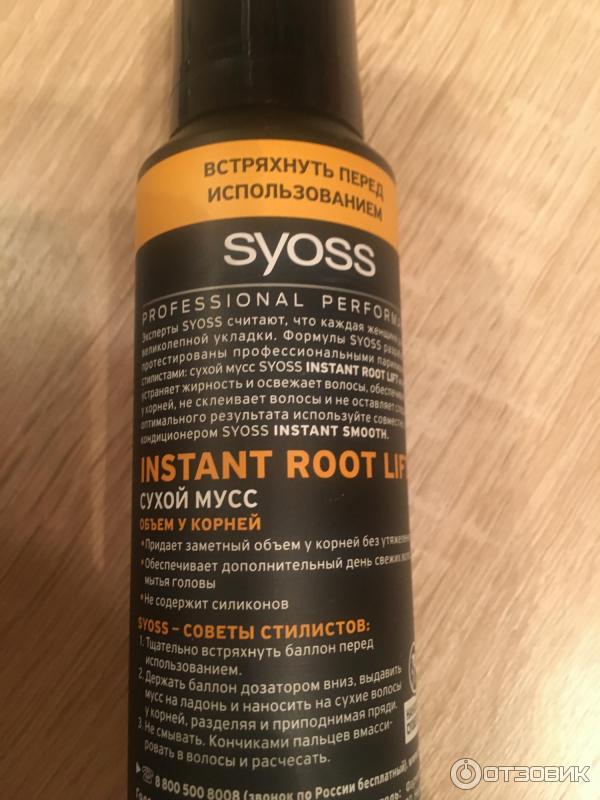 ВСТРЯХНУТЬ ПЕРЕД
ИСПОЛЬЗОВАНИЕМ
syoss
PROFESSIONAL
Эксперты SYOSS считают, что каждая женщина
великолепной укладки. Формулы SYOSS
протестированы профессиональными
стилистами: сухой мусс SYOSS INSTANT ROOT LIFT
устраняет жирность и освежает волосы,
у корней, не склеивает волосы и не оставляет
оптимального результата используйте
кондиционером SYOSS INSTANT SMOOTH.
INSTANT ROOT LIFT
СУХОЙ МУСС
ОБЪЕМ У КОРНЕЙ
•Придает заметный объем у корней без
•Обеспечивает дополнительный день свежих
мытья головы
•Не содержит силиконов
SYOSS – СОВЕТЫ СТИЛИСТОВ:
1. Тщательно встряхнуть баллон перед
использованием.
2. Держать баллон дозатором вниз, выдавить
мусс на ладонь и наносить на сухие волосы
у корней, разделяя и приподнимая пряди.
3. Не смывать. Кончиками пальцев вмасси-
ровать в волосы и расчесать.
8 800 500 8008 (звонок по России бесплатный),
ОТЗОВИК